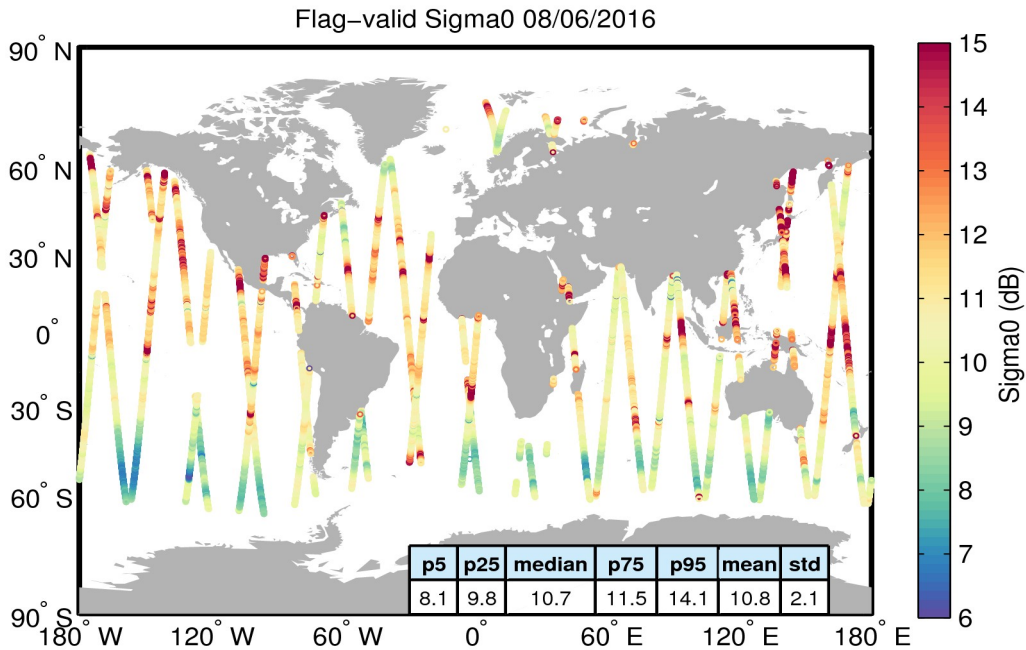 Flag−valid Sigma0 08/06/2016
90° N
60° N
30° N
0°
30° S
60° S
90° S
180° W
120° W
60° W
0°
60° E
120° E
180° E
p5 p25 median p75 p95 mean std
8.1 9.8 10.7 11.5 14.1 10.8 2.1
15
14
13
12
11
10
9
8
7
6
Sigma0 (dB)